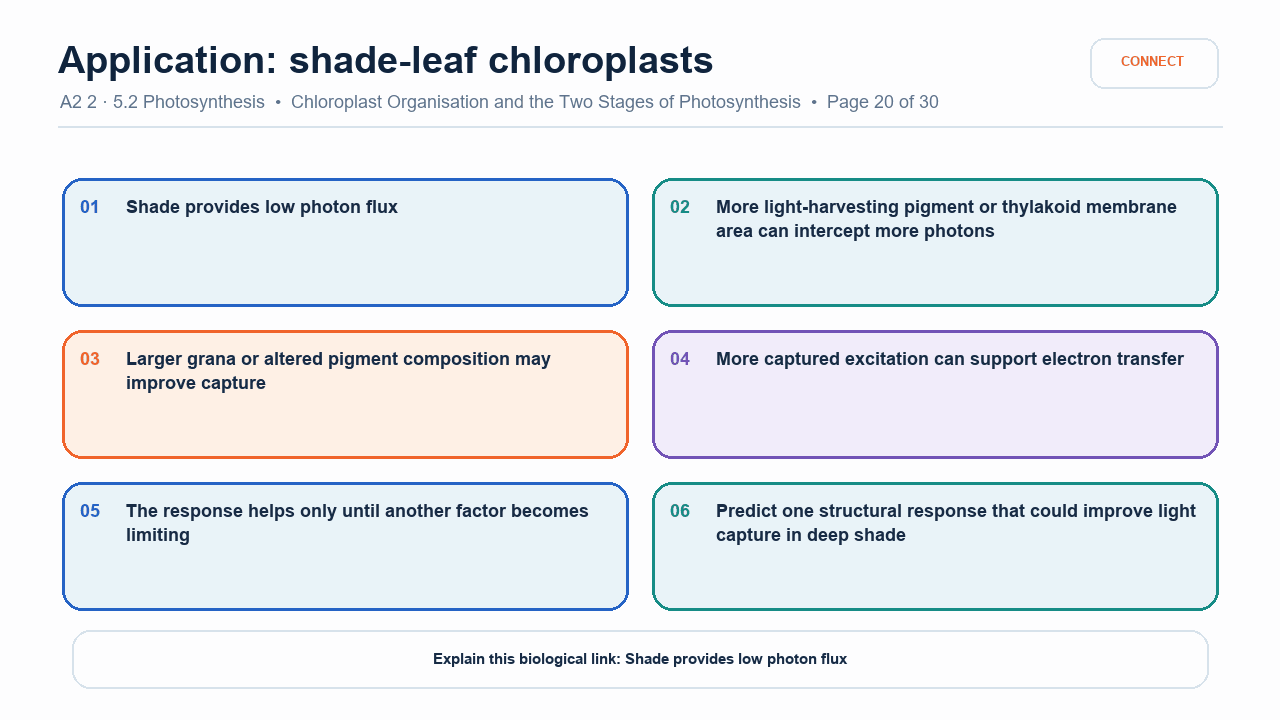 Application: shade-leaf chloroplasts
CONNECT
A2 2 · 5.2 Photosynthesis • Chloroplast Organisation and the Two Stages of Photosynthesis • Page 20 of 30
01 Shade provides low photon flux
02 More light-harvesting pigment or thylakoid membrane
area can intercept more photons
03 Larger grana or altered pigment composition may
improve capture
04 More captured excitation can support electron transfer
05 The response helps only until another factor becomes
limiting
06 Predict one structural response that could improve light
capture in deep shade
Explain this biological link: Shade provides low photon flux